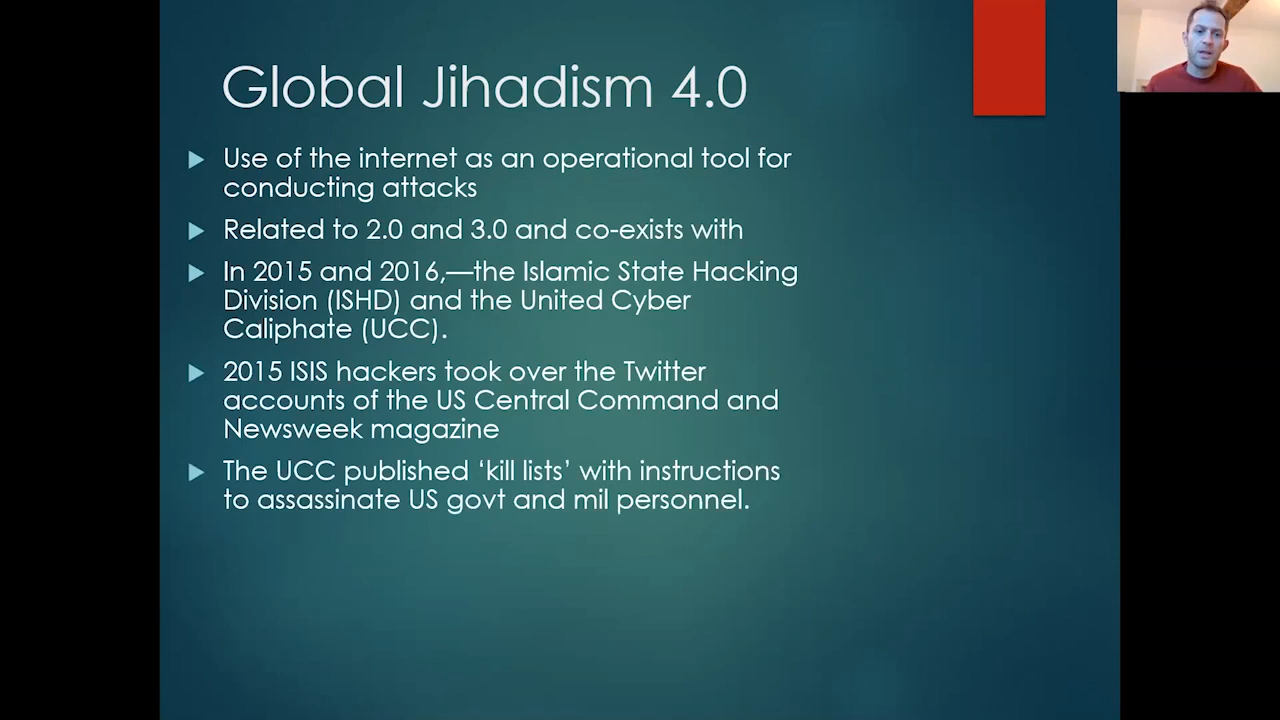 Global Jihadism 4.0
Use of the internet as an operational tool for
conducting attacks
Related to 2.0 and 3.0 and co-exists with
In 2015 and 2016,—the Islamic State Hacking
Division (ISHD) and the United Cyber
Caliphate (UCC).
2015 ISIS hackers took over the Twitter
accounts of the US Central Command and
Newsweek magazine
The UCC published ‘kill lists’ with instructions
to assassinate US govt and mil personnel.